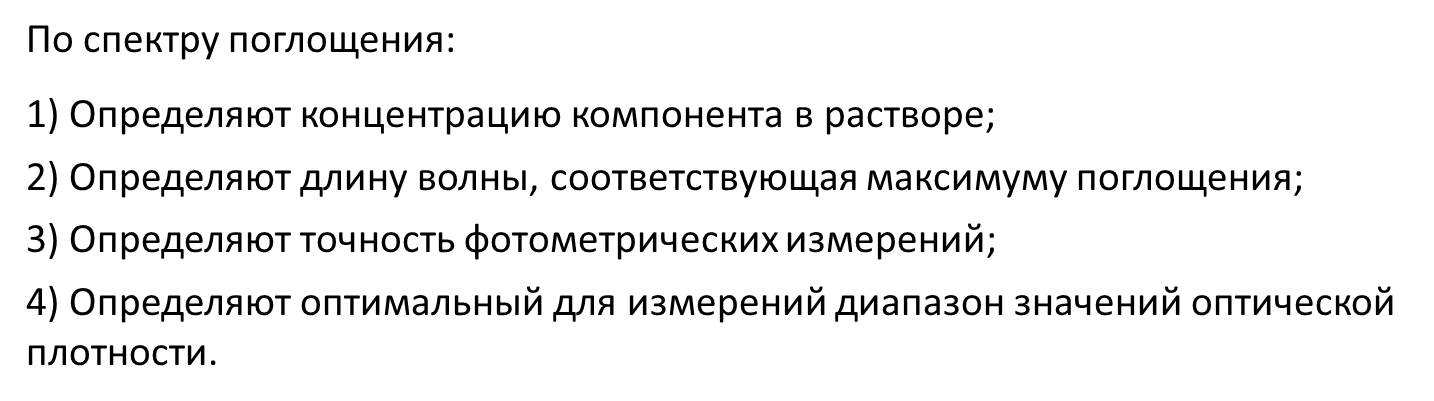 По спектру поглощения:
1) Определяют концентрацию компонента в растворе;
2) Определяют длину волны, соответствующая максимуму поглощения;
3) Определяют точность фотометрических измерений;
4) Определяют оптимальный для измерений диапазон значений оптической
плотности.